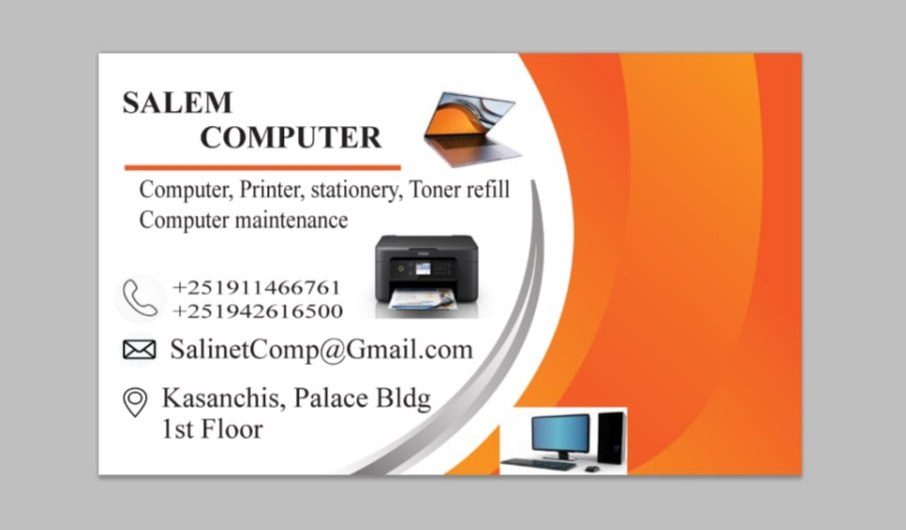 SALEM
COMPUTER
Computer, Printer, stationery, Toner refill
Computer maintenance
+251911466761
+251942616500
SalinetComp@Gmail.com
Kasanchis, Palace Bldg
1st Floor